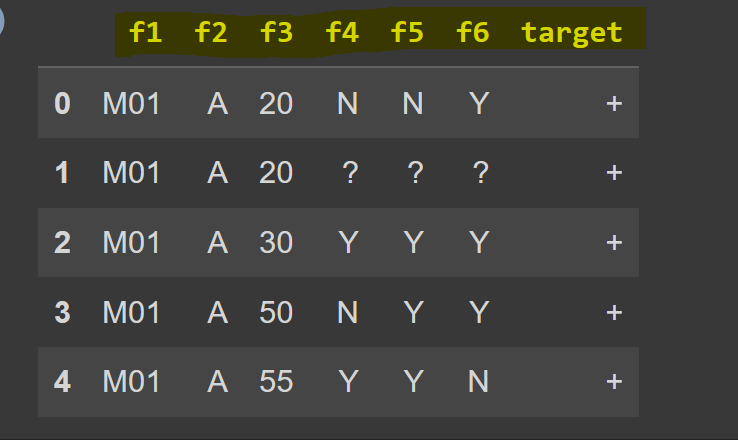 f1 f2 f3 f4 f5 f6 target
0 M01 A 20 N N Y +
1 M01 A 20 ? ? ? +
2 M01 A 30 Y Y Y +
3 M01 A 50 N Y Y +
4 M01 A 55 Y Y N +